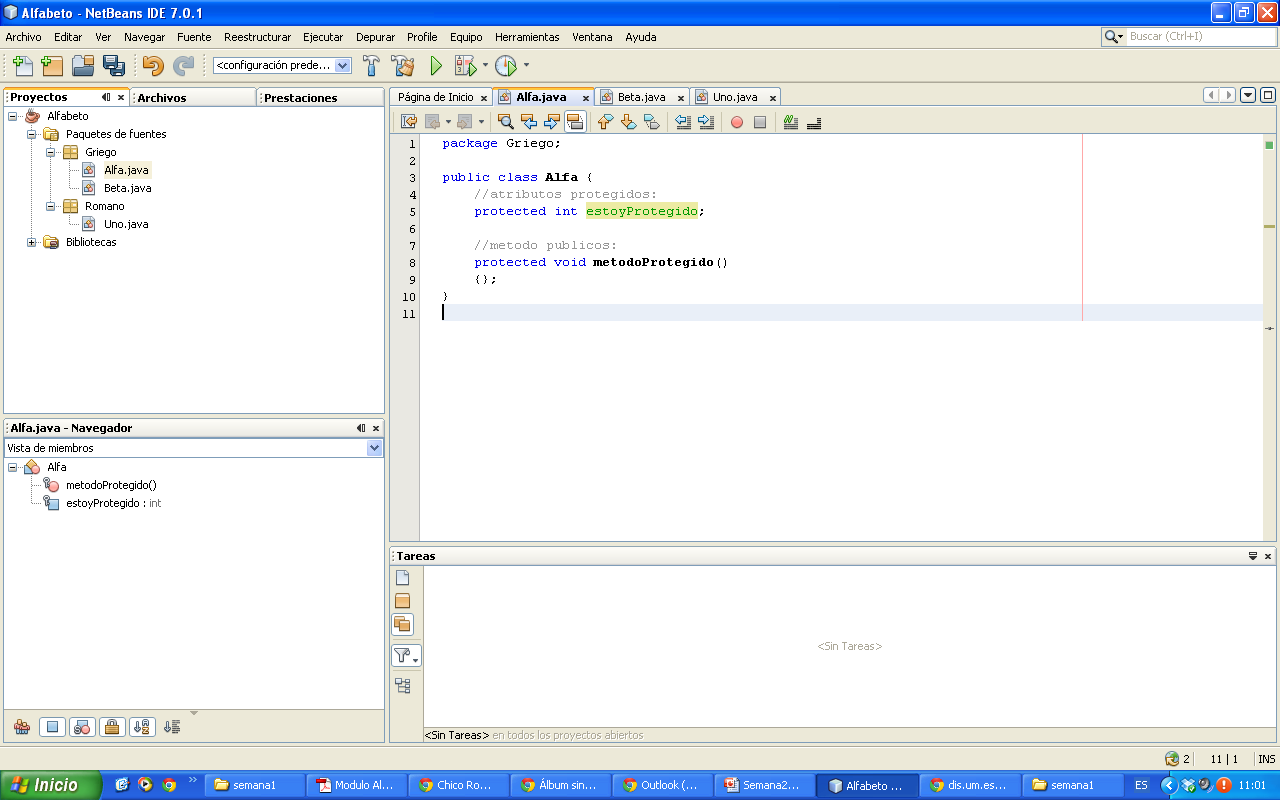 Alfabeto - NetBeans IDE 7.0.1
Archivo Editar Ver Navegar Fuente Reestructurar Ejecutar Depurar Profile Equipo Herramientas Ventana Ayuda
Buscar (Ctrl+I)
<configuración prede...
Proyectos
Archivos
Prestaciones
Alfabeto
Paquetes de fuentes
Griego
Alfa.java
Beta.java
Romano
Uno.java
Bibliotecas
Alfa.java - Navegador
Vista de miembros
Alfa
metodoProtegido()
estoyProtegido : int
Página de Inicio
Alfa.java
Beta.java
Uno.java
1 package Griego;
2
3 public class Alfa {
4 //atributos protegidos:
5 protected int estoyProtegido;
6
7 //metodo publicos:
8 protected void metodoProtegido()
9 {};
10 }
11
Tareas
<Sin Tareas>
<Sin Tareas> en todos los proyectos abiertos
2 11 | 1 INS
Inicio
semana1
Modulo Al...
Chico Ro...
Álbum sin...
Outlook (...
Semana2...
Alfabeto ...
dis.um.es...
semana1
ES
11:01